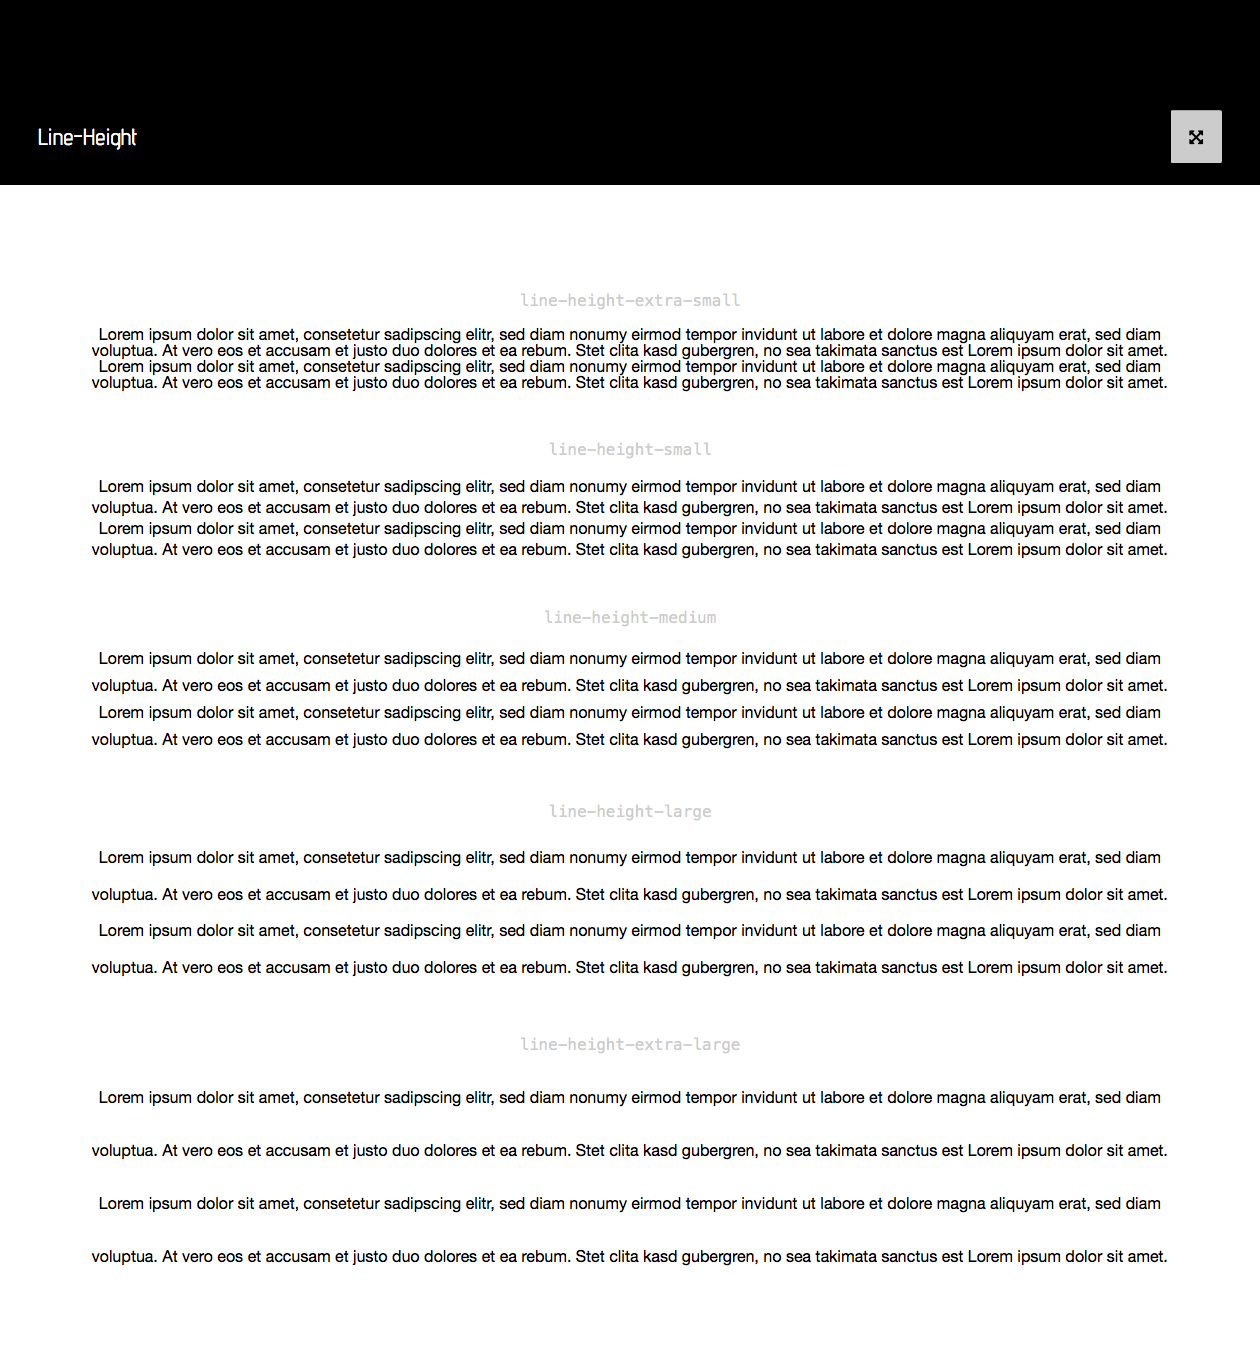 Line-Height
line-height-extra-small
Lorem ipsum dolor sit amet, consetetur sadipscing elitr, sed diam nonumy eirmod tempor invidunt ut labore et dolore magna aliquyam erat, sed diam
voluptua. At vero eos et accusam et justo duo dolores et ea rebum. Stet clita kasd gubergren, no sea takimata sanctus est Lorem ipsum dolor sit amet.
Lorem ipsum dolor sit amet, consetetur sadipscing elitr, sed diam nonumy eirmod tempor invidunt ut labore et dolore magna aliquyam erat, sed diam
voluptua. At vero eos et accusam et justo duo dolores et ea rebum. Stet clita kasd gubergren, no sea takimata sanctus est Lorem ipsum dolor sit amet.
line-height-small
Lorem ipsum dolor sit amet, consetetur sadipscing elitr, sed diam nonumy eirmod tempor invidunt ut labore et dolore magna aliquyam erat, sed diam
voluptua. At vero eos et accusam et justo duo dolores et ea rebum. Stet clita kasd gubergren, no sea takimata sanctus est Lorem ipsum dolor sit amet.
Lorem ipsum dolor sit amet, consetetur sadipscing elitr, sed diam nonumy eirmod tempor invidunt ut labore et dolore magna aliquyam erat, sed diam
voluptua. At vero eos et accusam et justo duo dolores et ea rebum. Stet clita kasd gubergren, no sea takimata sanctus est Lorem ipsum dolor sit amet.
line-height-medium
Lorem ipsum dolor sit amet, consetetur sadipscing elitr, sed diam nonumy eirmod tempor invidunt ut labore et dolore magna aliquyam erat, sed diam
voluptua. At vero eos et accusam et justo duo dolores et ea rebum. Stet clita kasd gubergren, no sea takimata sanctus est Lorem ipsum dolor sit amet.
Lorem ipsum dolor sit amet, consetetur sadipscing elitr, sed diam nonumy eirmod tempor invidunt ut labore et dolore magna aliquyam erat, sed diam
voluptua. At vero eos et accusam et justo duo dolores et ea rebum. Stet clita kasd gubergren, no sea takimata sanctus est Lorem ipsum dolor sit amet.
line-height-large
Lorem ipsum dolor sit amet, consetetur sadipscing elitr, sed diam nonumy eirmod tempor invidunt ut labore et dolore magna aliquyam erat, sed diam
voluptua. At vero eos et accusam et justo duo dolores et ea rebum. Stet clita kasd gubergren, no sea takimata sanctus est Lorem ipsum dolor sit amet.
Lorem ipsum dolor sit amet, consetetur sadipscing elitr, sed diam nonumy eirmod tempor invidunt ut labore et dolore magna aliquyam erat, sed diam
voluptua. At vero eos et accusam et justo duo dolores et ea rebum. Stet clita kasd gubergren, no sea takimata sanctus est Lorem ipsum dolor sit amet.
line-height-extra-large
Lorem ipsum dolor sit amet, consetetur sadipscing elitr, sed diam nonumy eirmod tempor invidunt ut labore et dolore magna aliquyam erat, sed diam
voluptua. At vero eos et accusam et justo duo dolores et ea rebum. Stet clita kasd gubergren, no sea takimata sanctus est Lorem ipsum dolor sit amet.
Lorem ipsum dolor sit amet, consetetur sadipscing elitr, sed diam nonumy eirmod tempor invidunt ut labore et dolore magna aliquyam erat, sed diam
voluptua. At vero eos et accusam et justo duo dolores et ea rebum. Stet clita kasd gubergren, no sea takimata sanctus est Lorem ipsum dolor sit amet.